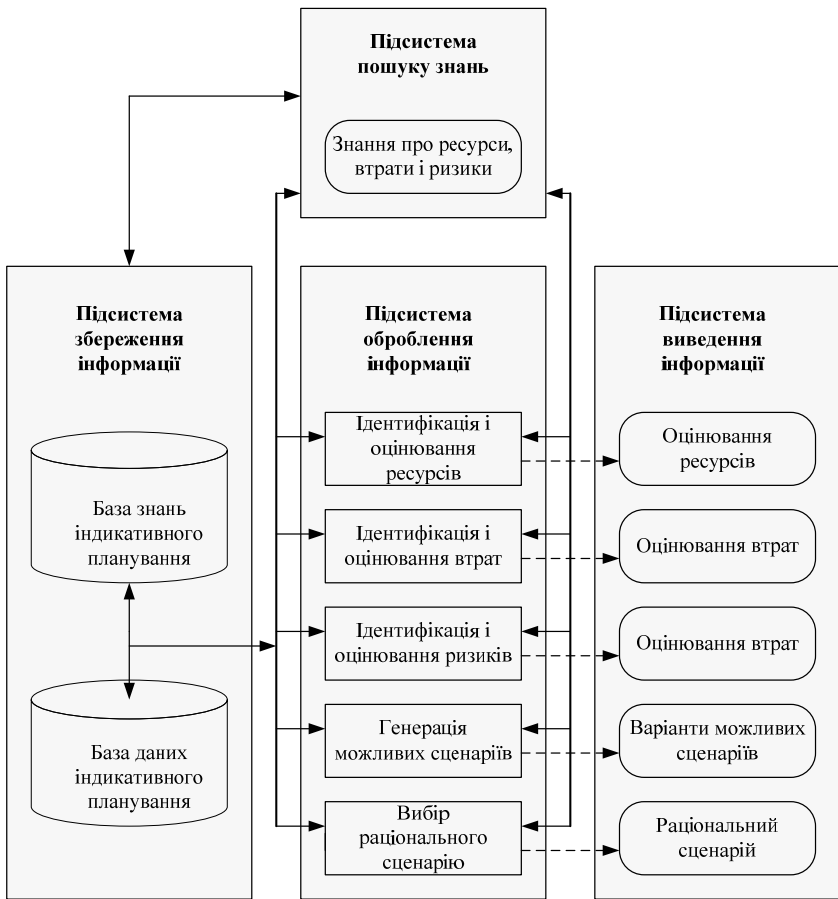 Підсистема
пошуку знань
Знання про ресурси,
втрати і ризики
Підсистема
збереження
інформації
База знань
індикативного
планування
База даних
індикативного
планування
Підсистема
оброблення
інформації
Ідентифікація і
оцінювання
ресурсів
Ідентифікація і
оцінювання втрат
Ідентифікація і
оцінювання ризиків
Генерація
можливих сценаріїв
Вибір
раціонального
сценарію
Підсистема
виведення
інформації
Оцінювання
ресурсів
Оцінювання втрат
Оцінювання втрат
Варіанти можливих
сценаріїв
Раціональний
сценарій